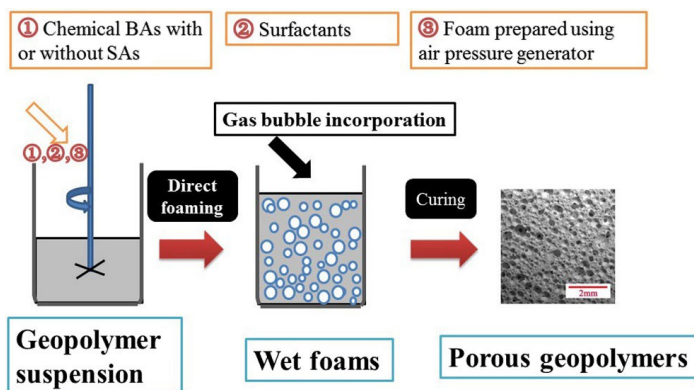 ① Chemical BAs with
or without SAs
② Surfactants
③ Foam prepared using
air pressure generator
Gas bubble incorporation
①,②,③
Direct
foaming
Curing
2mm
Geopolymer
suspension
Wet foams
Porous geopolymers